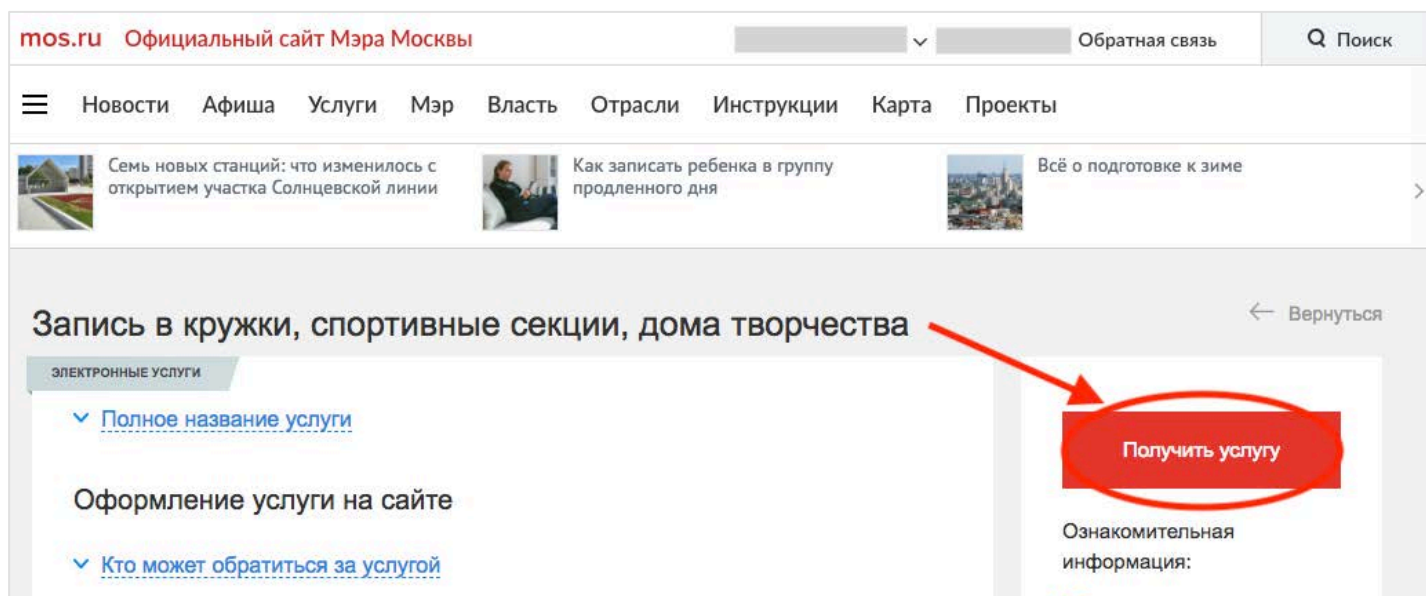 mos.ru Официальный сайт Мэра Москвы Обратная связь Поиск
Новости Афиша Услуги Мэр Власть Отрасли Инструкции Карта Проекты
Семь новых станций: что изменилось с
открытием участка Солнцевской линии
Как записать ребенка в группу
продленного дня
Всё о подготовке к зиме
Запись в кружки, спортивные секции, дома творчества
Вернуться
ЭЛЕКТРОННЫЕ УСЛУГИ
Полное название услуги
Получить услугу
Оформление услуги на сайте
Ознакомительная
информация:
Кто может обратиться за услугой